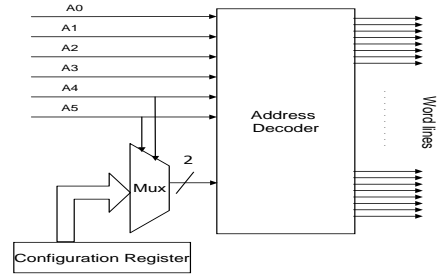 A0
A1
A2
A3
A4
A5
Address
Decoder
Word lines
2
Mux
Configuration Register